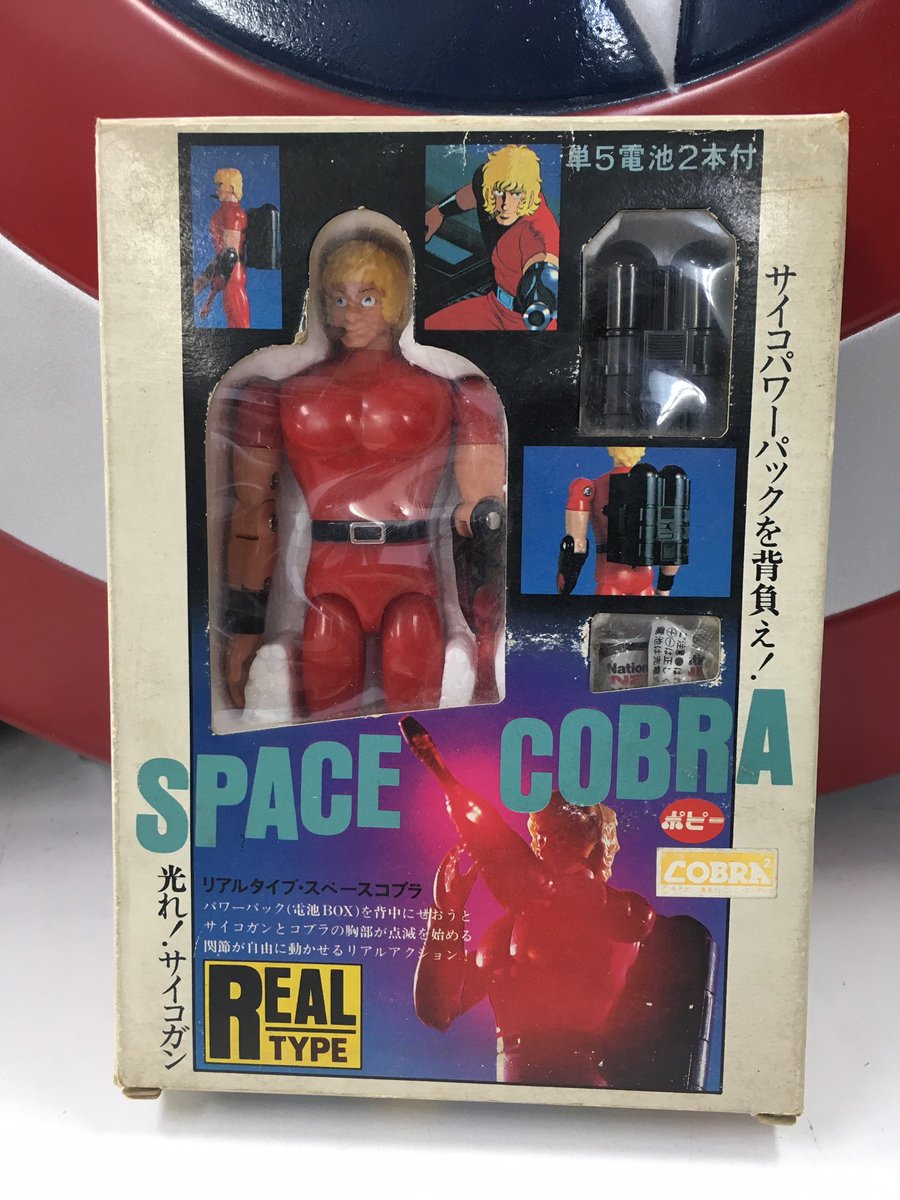 単5電池2本付
サイコパワーパックを背負え!
SPACE COBRA
ポピー
COBRA
光れ!サイコガン
リアルタイプ・スペースコブラ
パワーパック(電池BOX)を背中にせおうと
サイコガンとコブラの胸部が点滅を始める
関節が自由に動かせるリアルアクション!
REAL
TYPE